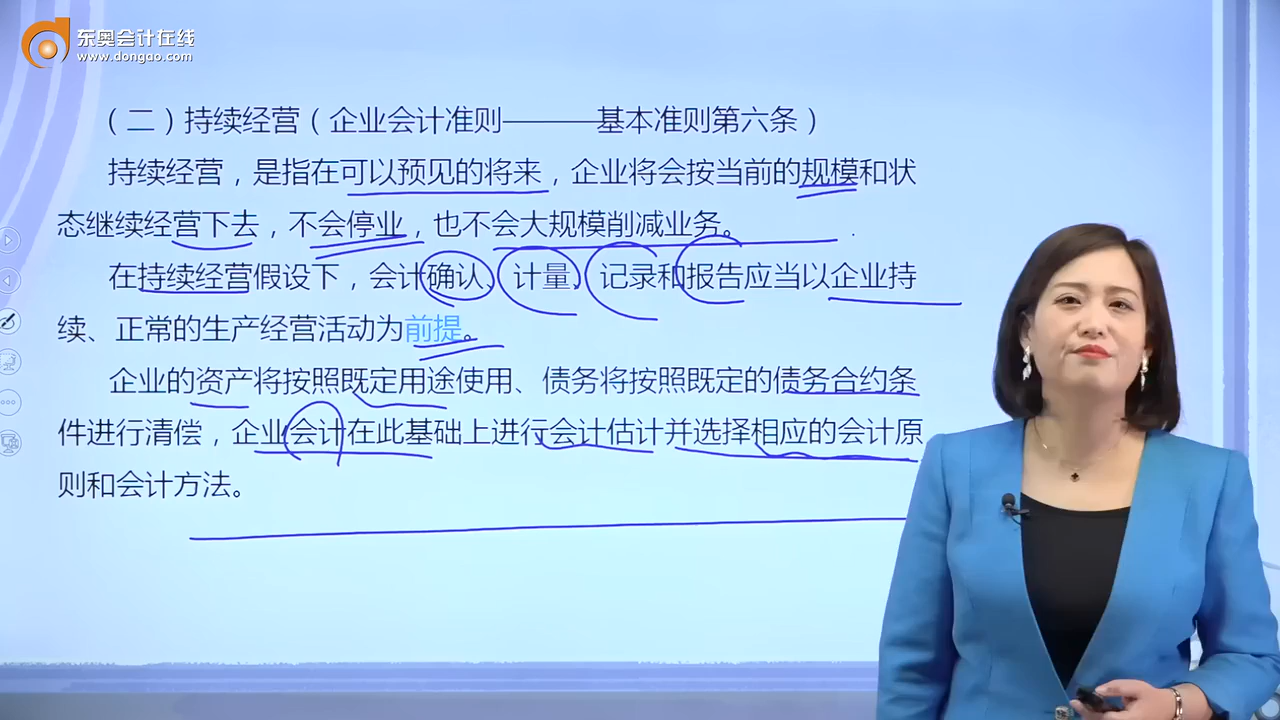 东奥会计在线
www.dongao.com
（二）持续经营（企业会计准则———基本准则第六条）
持续经营，是指在可以预见的将来，企业将会按当前的规模和状
态继续经营下去，不会停业，也不会大规模削减业务。
在持续经营假设下，会计确认、计量、记录和报告应当以企业持
续、正常的生产经营活动为前提。
企业的资产将按照既定用途使用、债务将按照既定的债务合约条
件进行清偿，企业会计在此基础上进行会计估计并选择相应的会计原
则和会计方法。